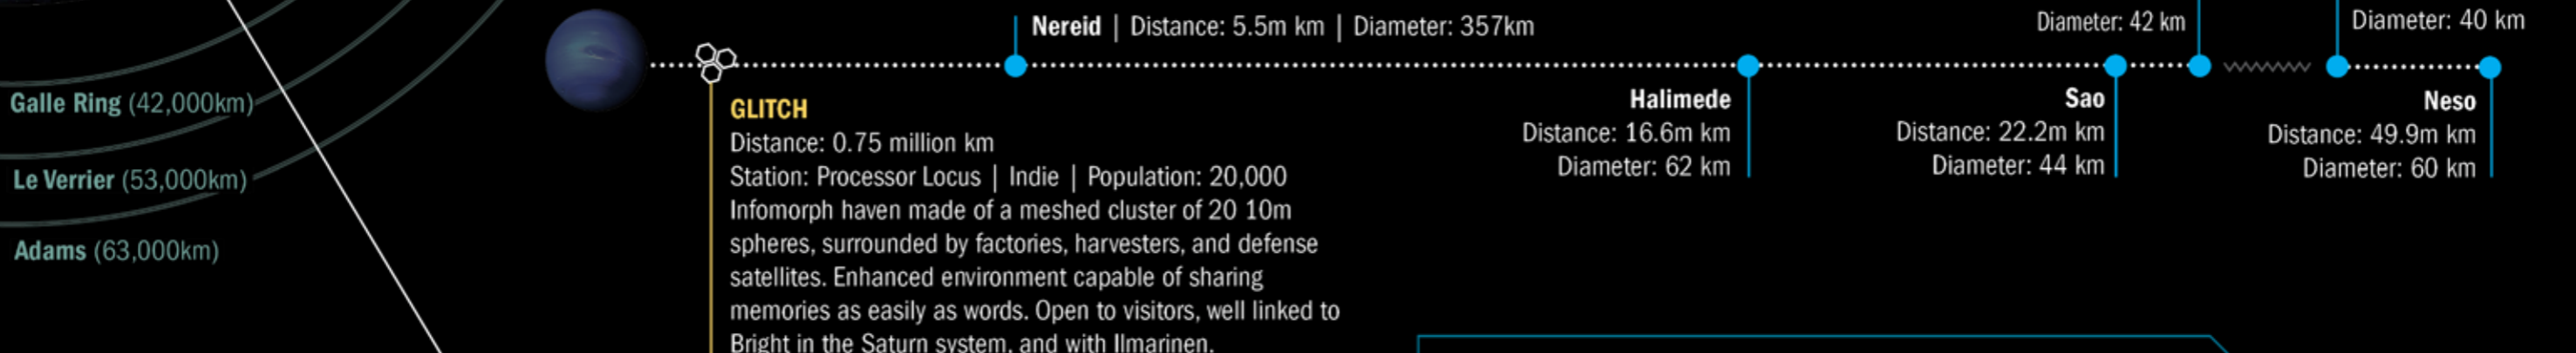 Nereid | Distance: 5.5m km | Diameter: 357km
Diameter: 42 km
Diameter: 40 km
Galle Ring (42,000km)
Le Verrier (53,000km)
Adams (63,000km)
GLITCH
Distance: 0.75 million km
Station: Processor Locus | Indie | Population: 20,000
Infomorph haven made of a meshed cluster of 20 10m
spheres, surrounded by factories, harvesters, and defense
satellites. Enhanced environment capable of sharing
memories as easily as words. Open to visitors, well linked to
Bright in the Saturn system, and with Ilmarinen.
Halimede
Distance: 16.6m km
Diameter: 62 km
Sao
Distance: 22.2m km
Diameter: 44 km
Neso
Distance: 49.9m km
Diameter: 60 km